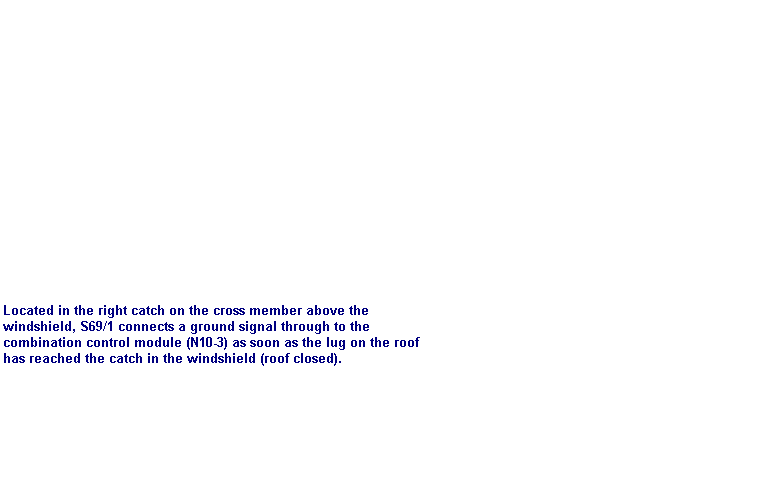 Located in the right catch on the cross member above the
windshield, S69/1 connects a ground signal through to the
combination control module (N10-3) as soon as the lug on the roof
has reached the catch in the windshield (roof closed).